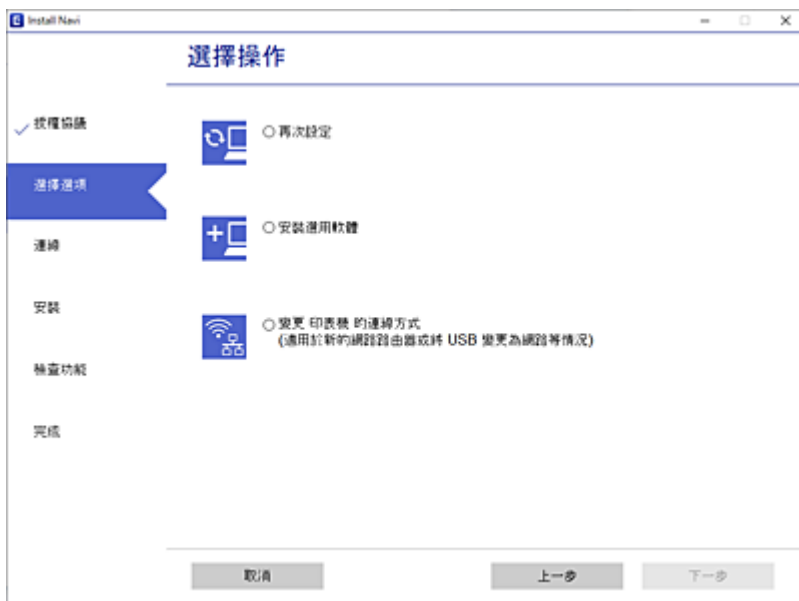 Install Navi
選擇操作
授權協議
選擇選項
連線
安裝
檢查功能
完成
再次設定
安裝選用軟體
變更 印表機 的連線方式
(適用於新的網路路由器或將 USB 變更為網路等情況)
取消
上一步
下一步